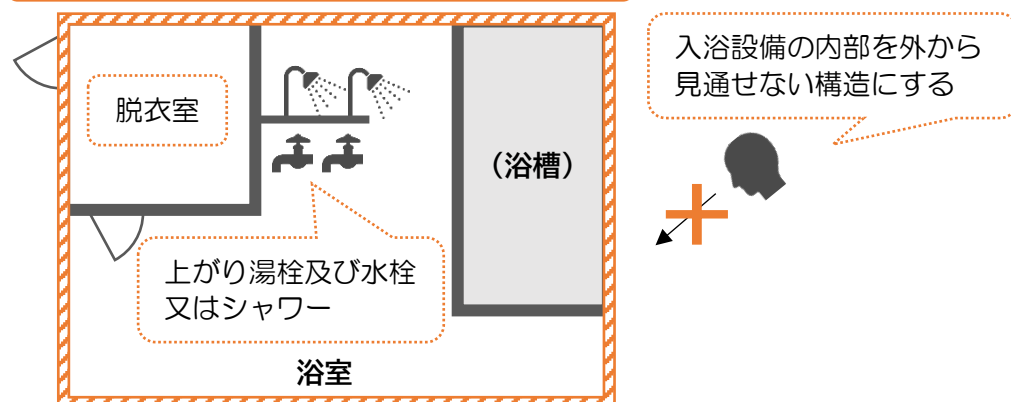 脱衣室
上がり湯栓及び水栓
又はシャワー
(浴槽)
浴室
入浴設備の内部を外から
見通せない構造にする